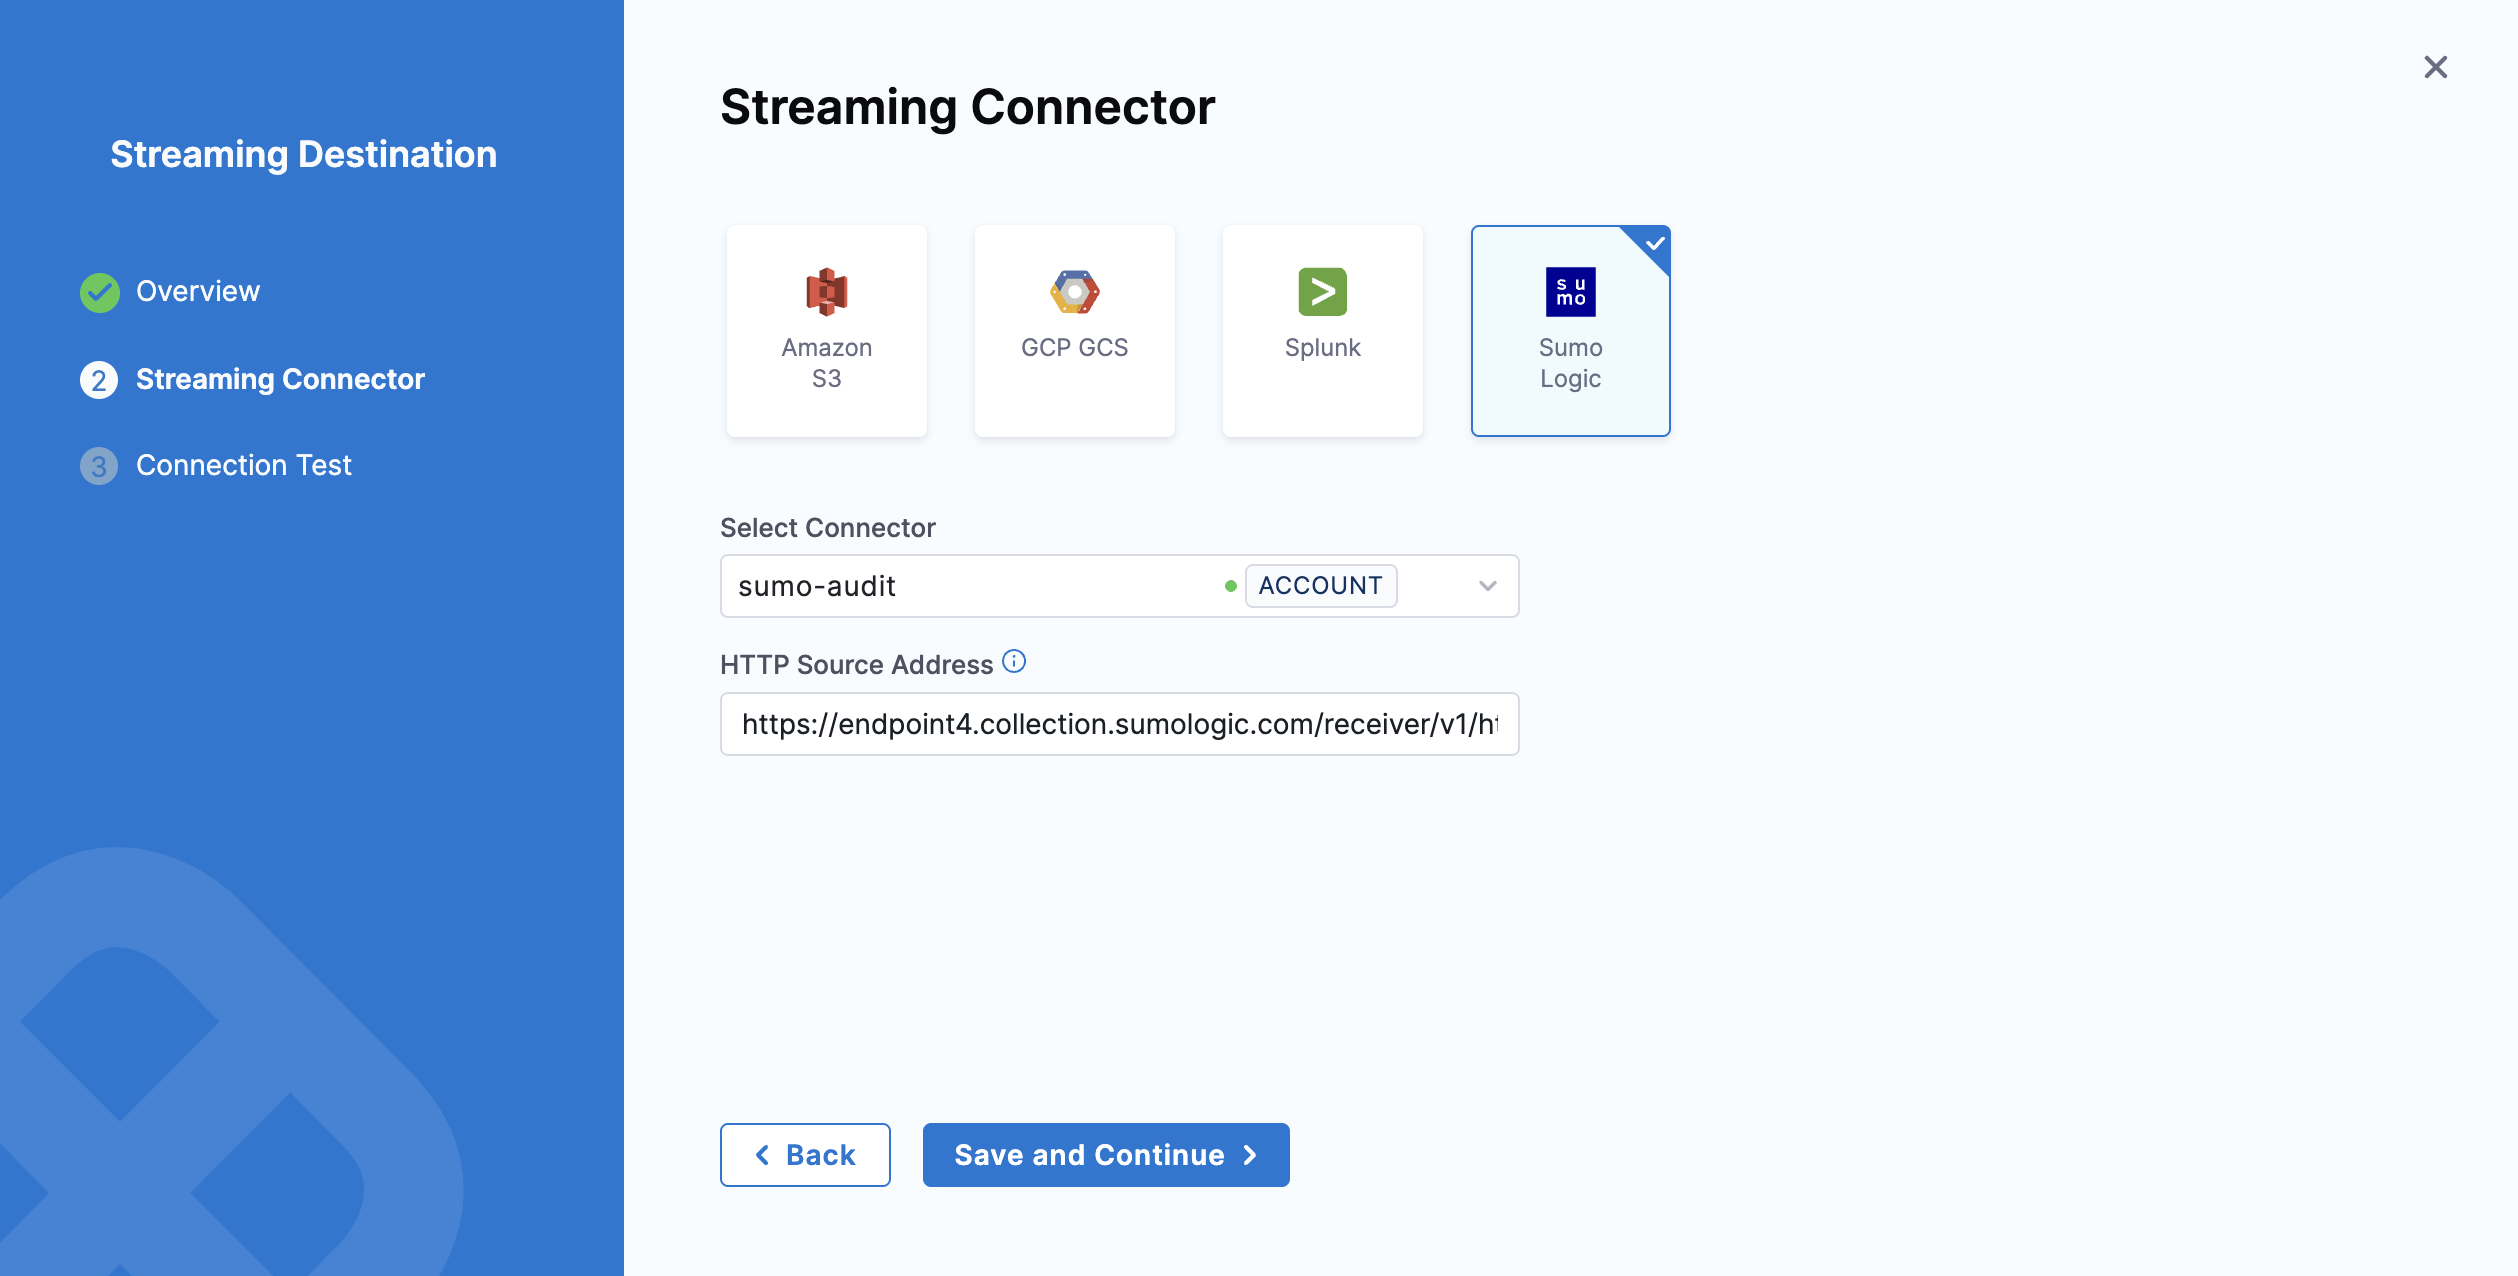 Streaming Destination
Overview
2 Streaming Connector
3 Connection Test
Streaming Connector
Amazon
S3
GCP GCS
Splunk
su
mo
Sumo
Logic
Select Connector
sumo-audit ACCOUNT
HTTP Source Address
https://endpoint4.collection.sumologic.com/receiver/v1/ht
Back
Save and Continue